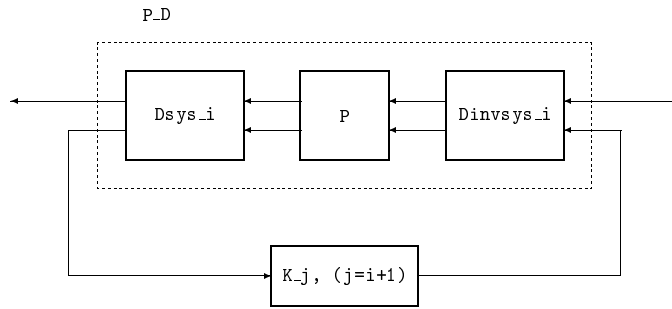 P_D
Dsys_i
P
Dinvsys_i
K_j, (j=i+1)